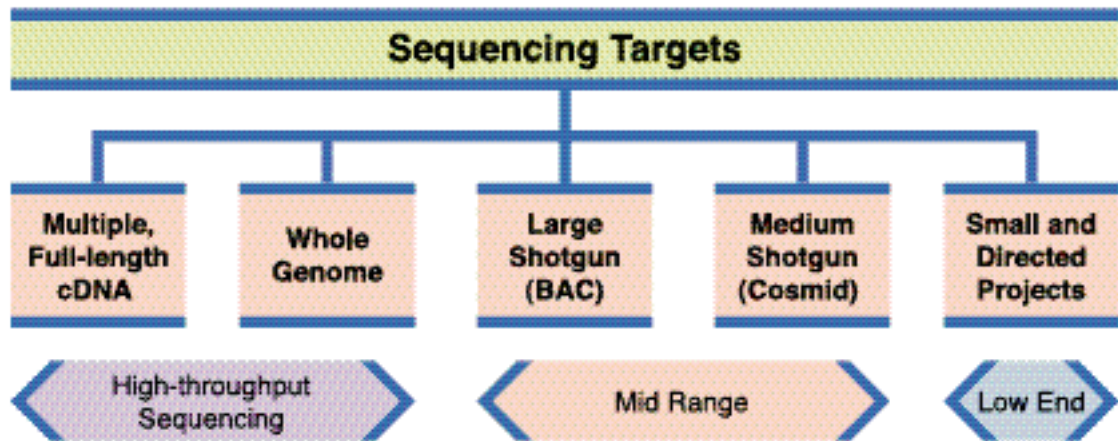 Sequencing Targets
Multiple,
Full-length
cDNA
Whole
Genome
Large
Shotgun
(BAC)
Medium
Shotgun
(Cosmid)
Small and
Directed
Projects
High-throughput
Sequencing
Mid Range
Low End